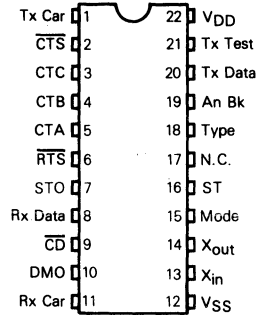 Tx Car 1 22 VDD
CTS 2 21 Tx Test
CTC 3 20 Tx Data
CTB 4 19 An Bk
CTA 5 18 Type
RTS 6 17 N.C.
STO 7 16 ST
Rx Data 8 15 Mode
CD 9 14 Xout
DMO 10 13 Xin
Rx Car 11 12 VSS